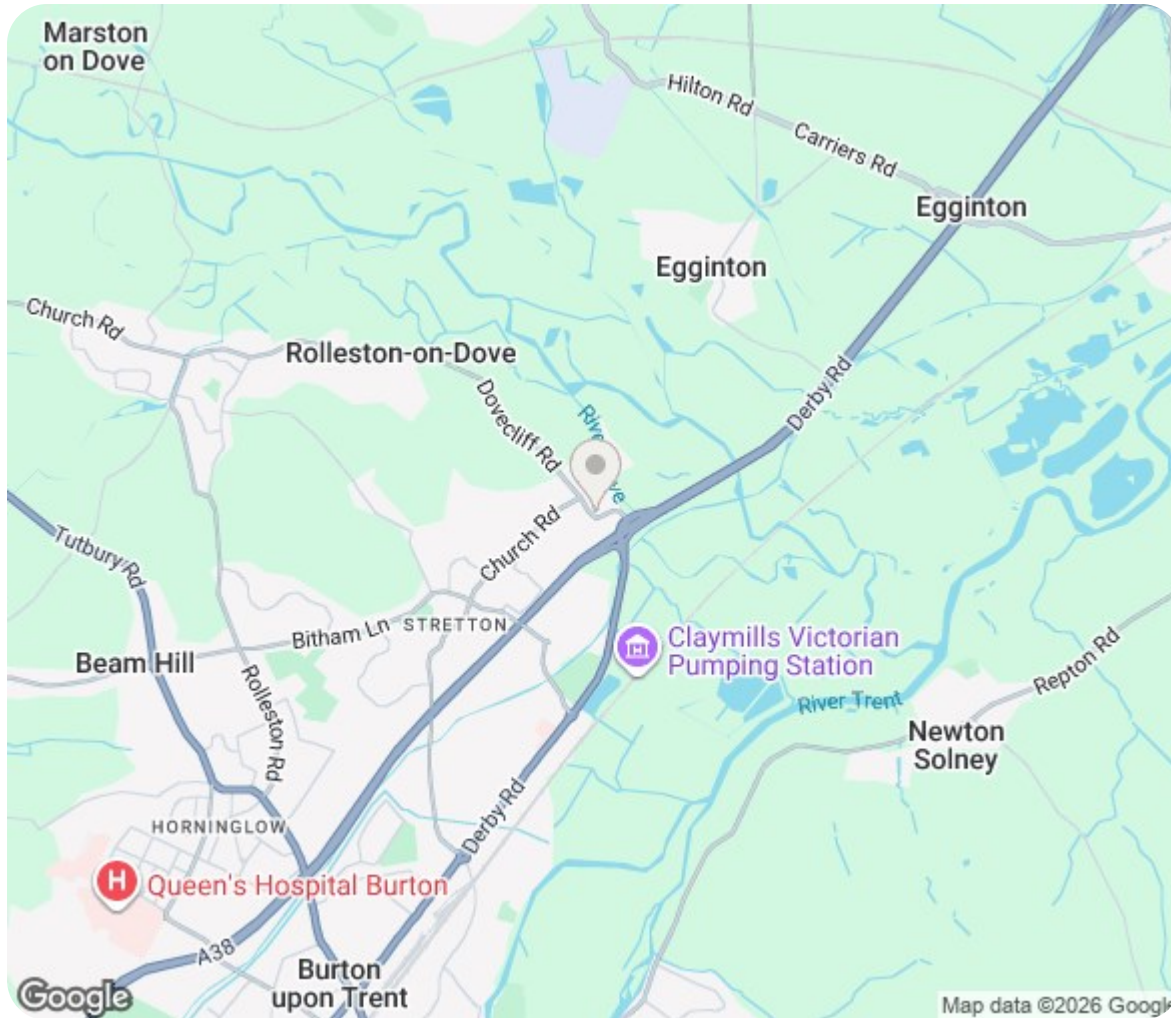 Marston
on Dove
Hilton Rd
Carriers Rd
Egginton
Egginton
Church Rd
Rolleston-on-Dove
Dovecliff Rd
Derby Rd
Church Rd
Tutbury Rd
Bitham Ln
STRETTON
Claymills Victorian
Pumping Station
Beam Hill
Rolleston Rd
Repton Rd
River Trent
Newton
Solney
Derby Rd
HORNINGLOW
H
Queen's Hospital Burton
A38
Burton
upon Trent
Google
Map data ©2026 Google